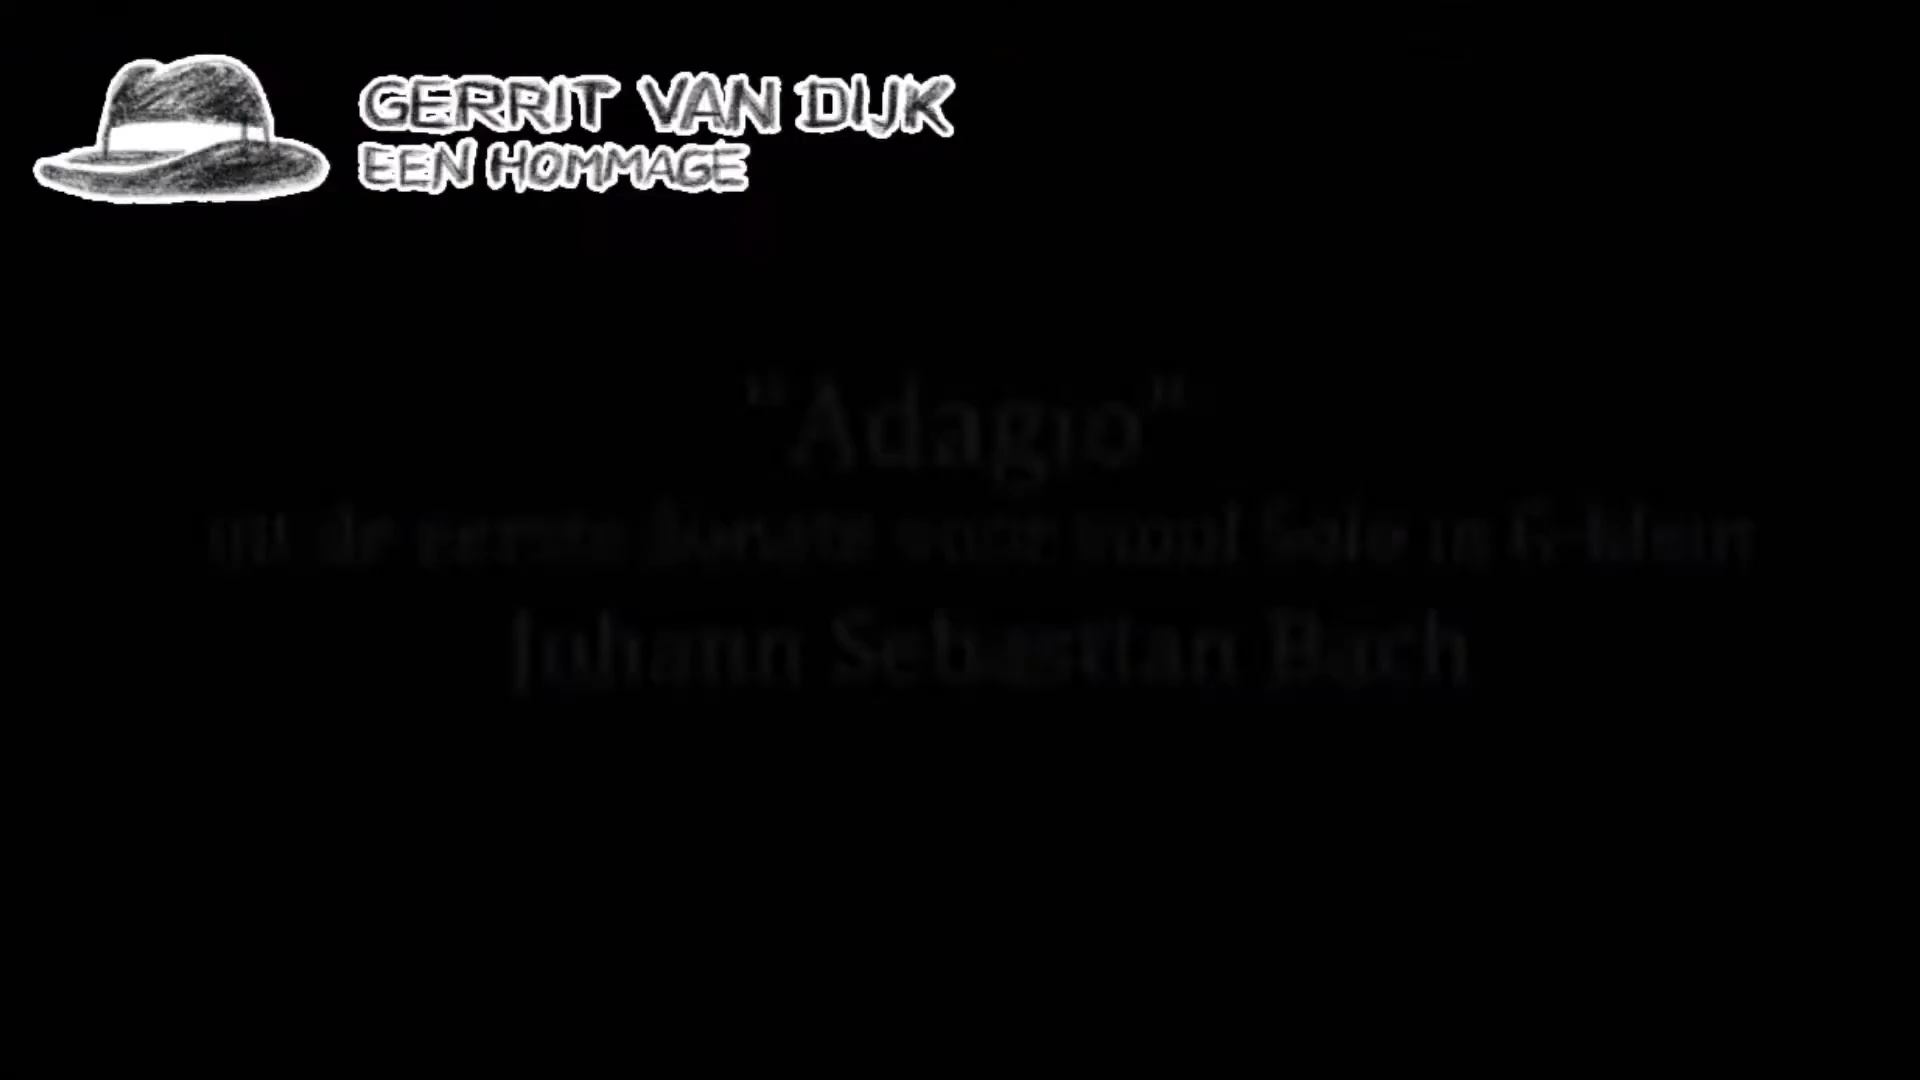 GERRIT VAN DIJK
EEN HOMMAGE
"Adagio"
uit de eerste Sonate voor viool Solo in G-klein
Johann Sebastian Bach